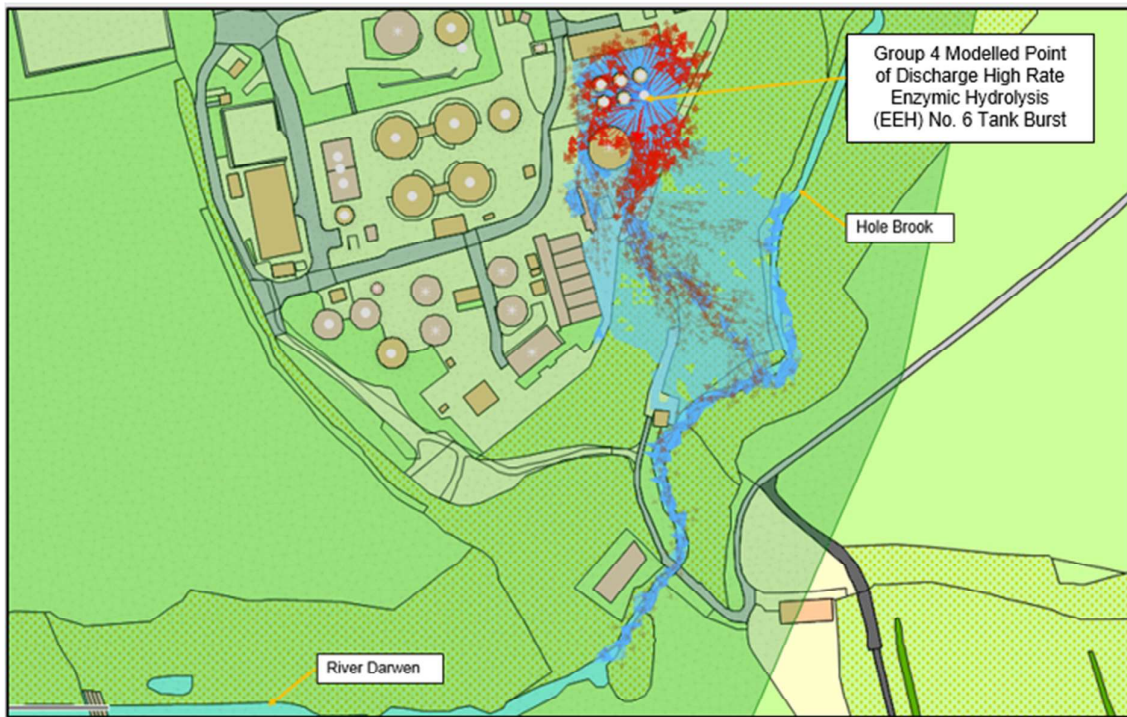 Group 4 Modelled Point
of Discharge High Rate
Enzymic Hydrolysis
(EEH) No. 6 Tank Burst
Hole Brook
River Darwen